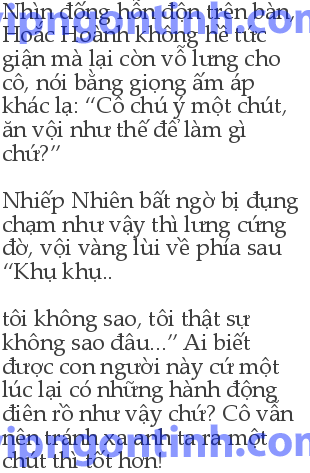 Nhìn đống hỗn độn trên bàn,
Hoắc Hoành không hề tức
giận mà lại còn vỗ lưng cho
cô, nói bằng giọng ấm áp
khác lạ: “Cô chú ý một chút,
ăn vội như thế để làm gì
chứ?”
Nhiếp Nhiên bất ngờ bị đụng
chạm như vậy thì lưng cứng
đờ, vội vàng lùi về phía sau
“Khụ khụ..
tôi không sao, tôi thật sự
không sao đâu...” Ai biết
được con người này cứ một
lúc lại có những hành động
điên rồ như vậy chứ? Cô vẫn
nên tránh xa anh ta ra một
chút thì tốt hơn!
vipngontinh.com
vipngontinh.com